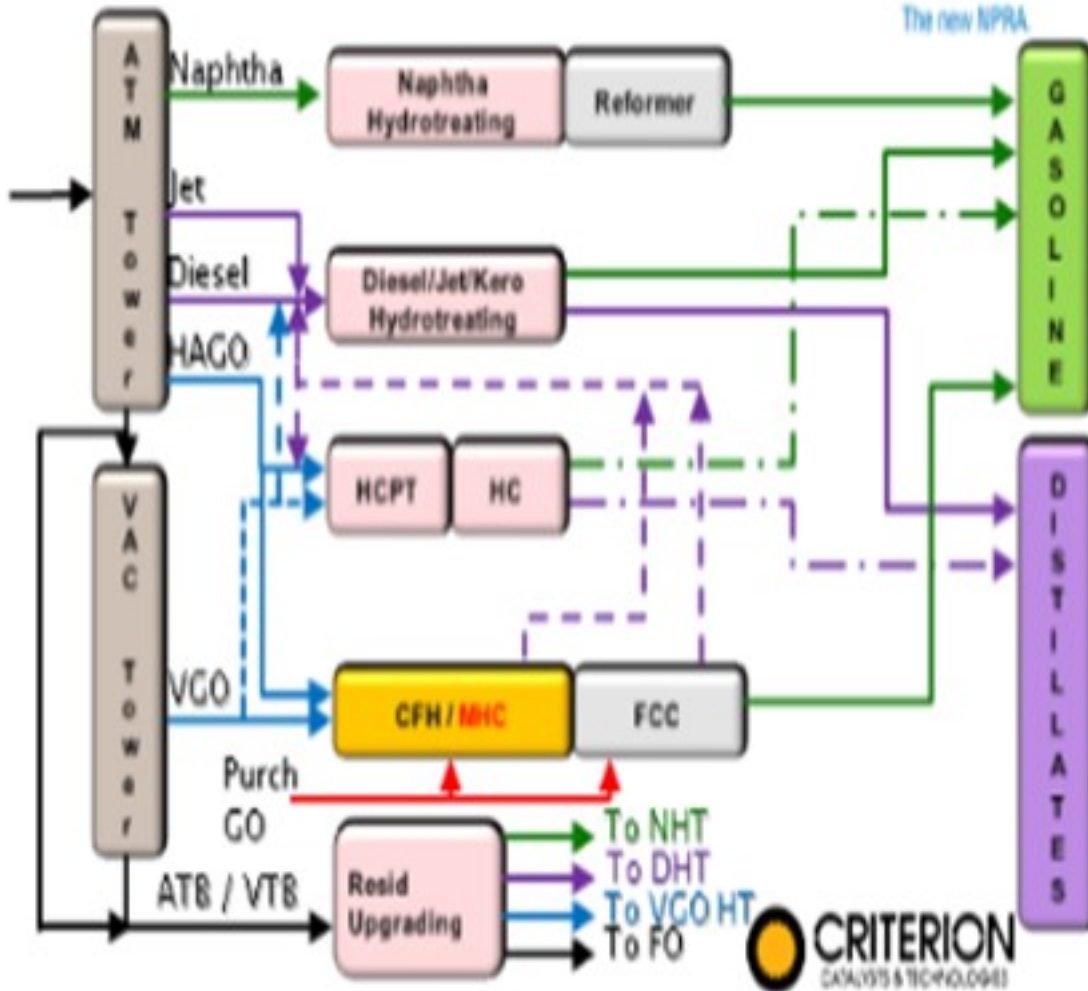 The new NPRA
ATM Tower
Naphtha
Naphtha
Hydrotreating
Reformer
GASOLINE
Jet
Diesel
Diesel/Jet/Kero
Hydrotreating
HAGO
HCPT
HC
VAC Tower
DISTILLATES
VGO
CFH / MHC
FCC
Purch
GO
ATB / VTB
Resid
Upgrading
To NHT
To DHT
To VGO HT
To FO
CRITERION
CATALYSTS & TECHNOLOGIES